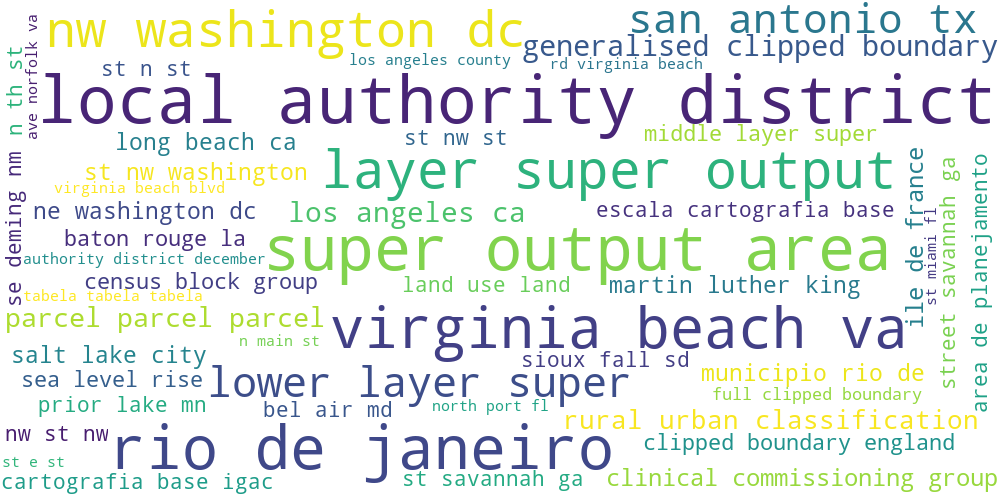 nw washington dc
san antonio tx
generalised clipped boundary
los angeles county
rd virginia beach
st n st
n th st
ave norfolk va
local authority district
long beach ca
st nw st
middle layer super
st nw washington
layer super output
virginia beach blvd
se deming nm
ne washington dc
los angeles ca
escala cartografia base
ile de france
st miami fl
street savannah ga
area de planejamento
baton rouge la
super output area
authority district december
census block group
land use land
martin luther king
tabela tabela tabela
parcel parcel parcel
virginia beach va
n main st
salt lake city
sioux fall sd
sea level rise
lower layer super
municipio rio de
full clipped boundary
prior lake mn
bel air md
north port fl
rural urban classification
nw st nw
rio de janeiro
clipped boundary england
st e st
cartografia base igac
st savannah ga
clinical commissioning group